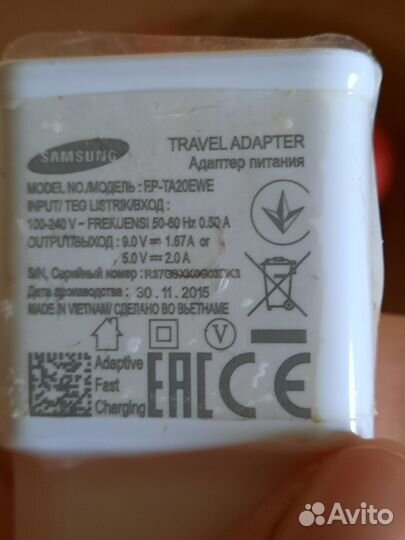 SAMSUNG
TRAVEL ADAPTER
Адаптер питания
MODEL NO./МОДЕЛЬ : EP-TA20EWE
INPUT/ TEG LISTRIK/ВХОД :
100-240 V ~ FREKUENSI 50-60 Hz 0.50 A
OUTPUT/ВЫХОД: 9.0 V ⎓ 1.67A or
5.0 V ⎓ 2.0 A
S/N, Серийный номер :
Дата производства : 30. 11. 2015
MADE IN VIETNAM/ СДЕЛАНО ВО ВЬЕТНАМЕ
V
Adaptive
Fast
Charging
EAC CE
Avito